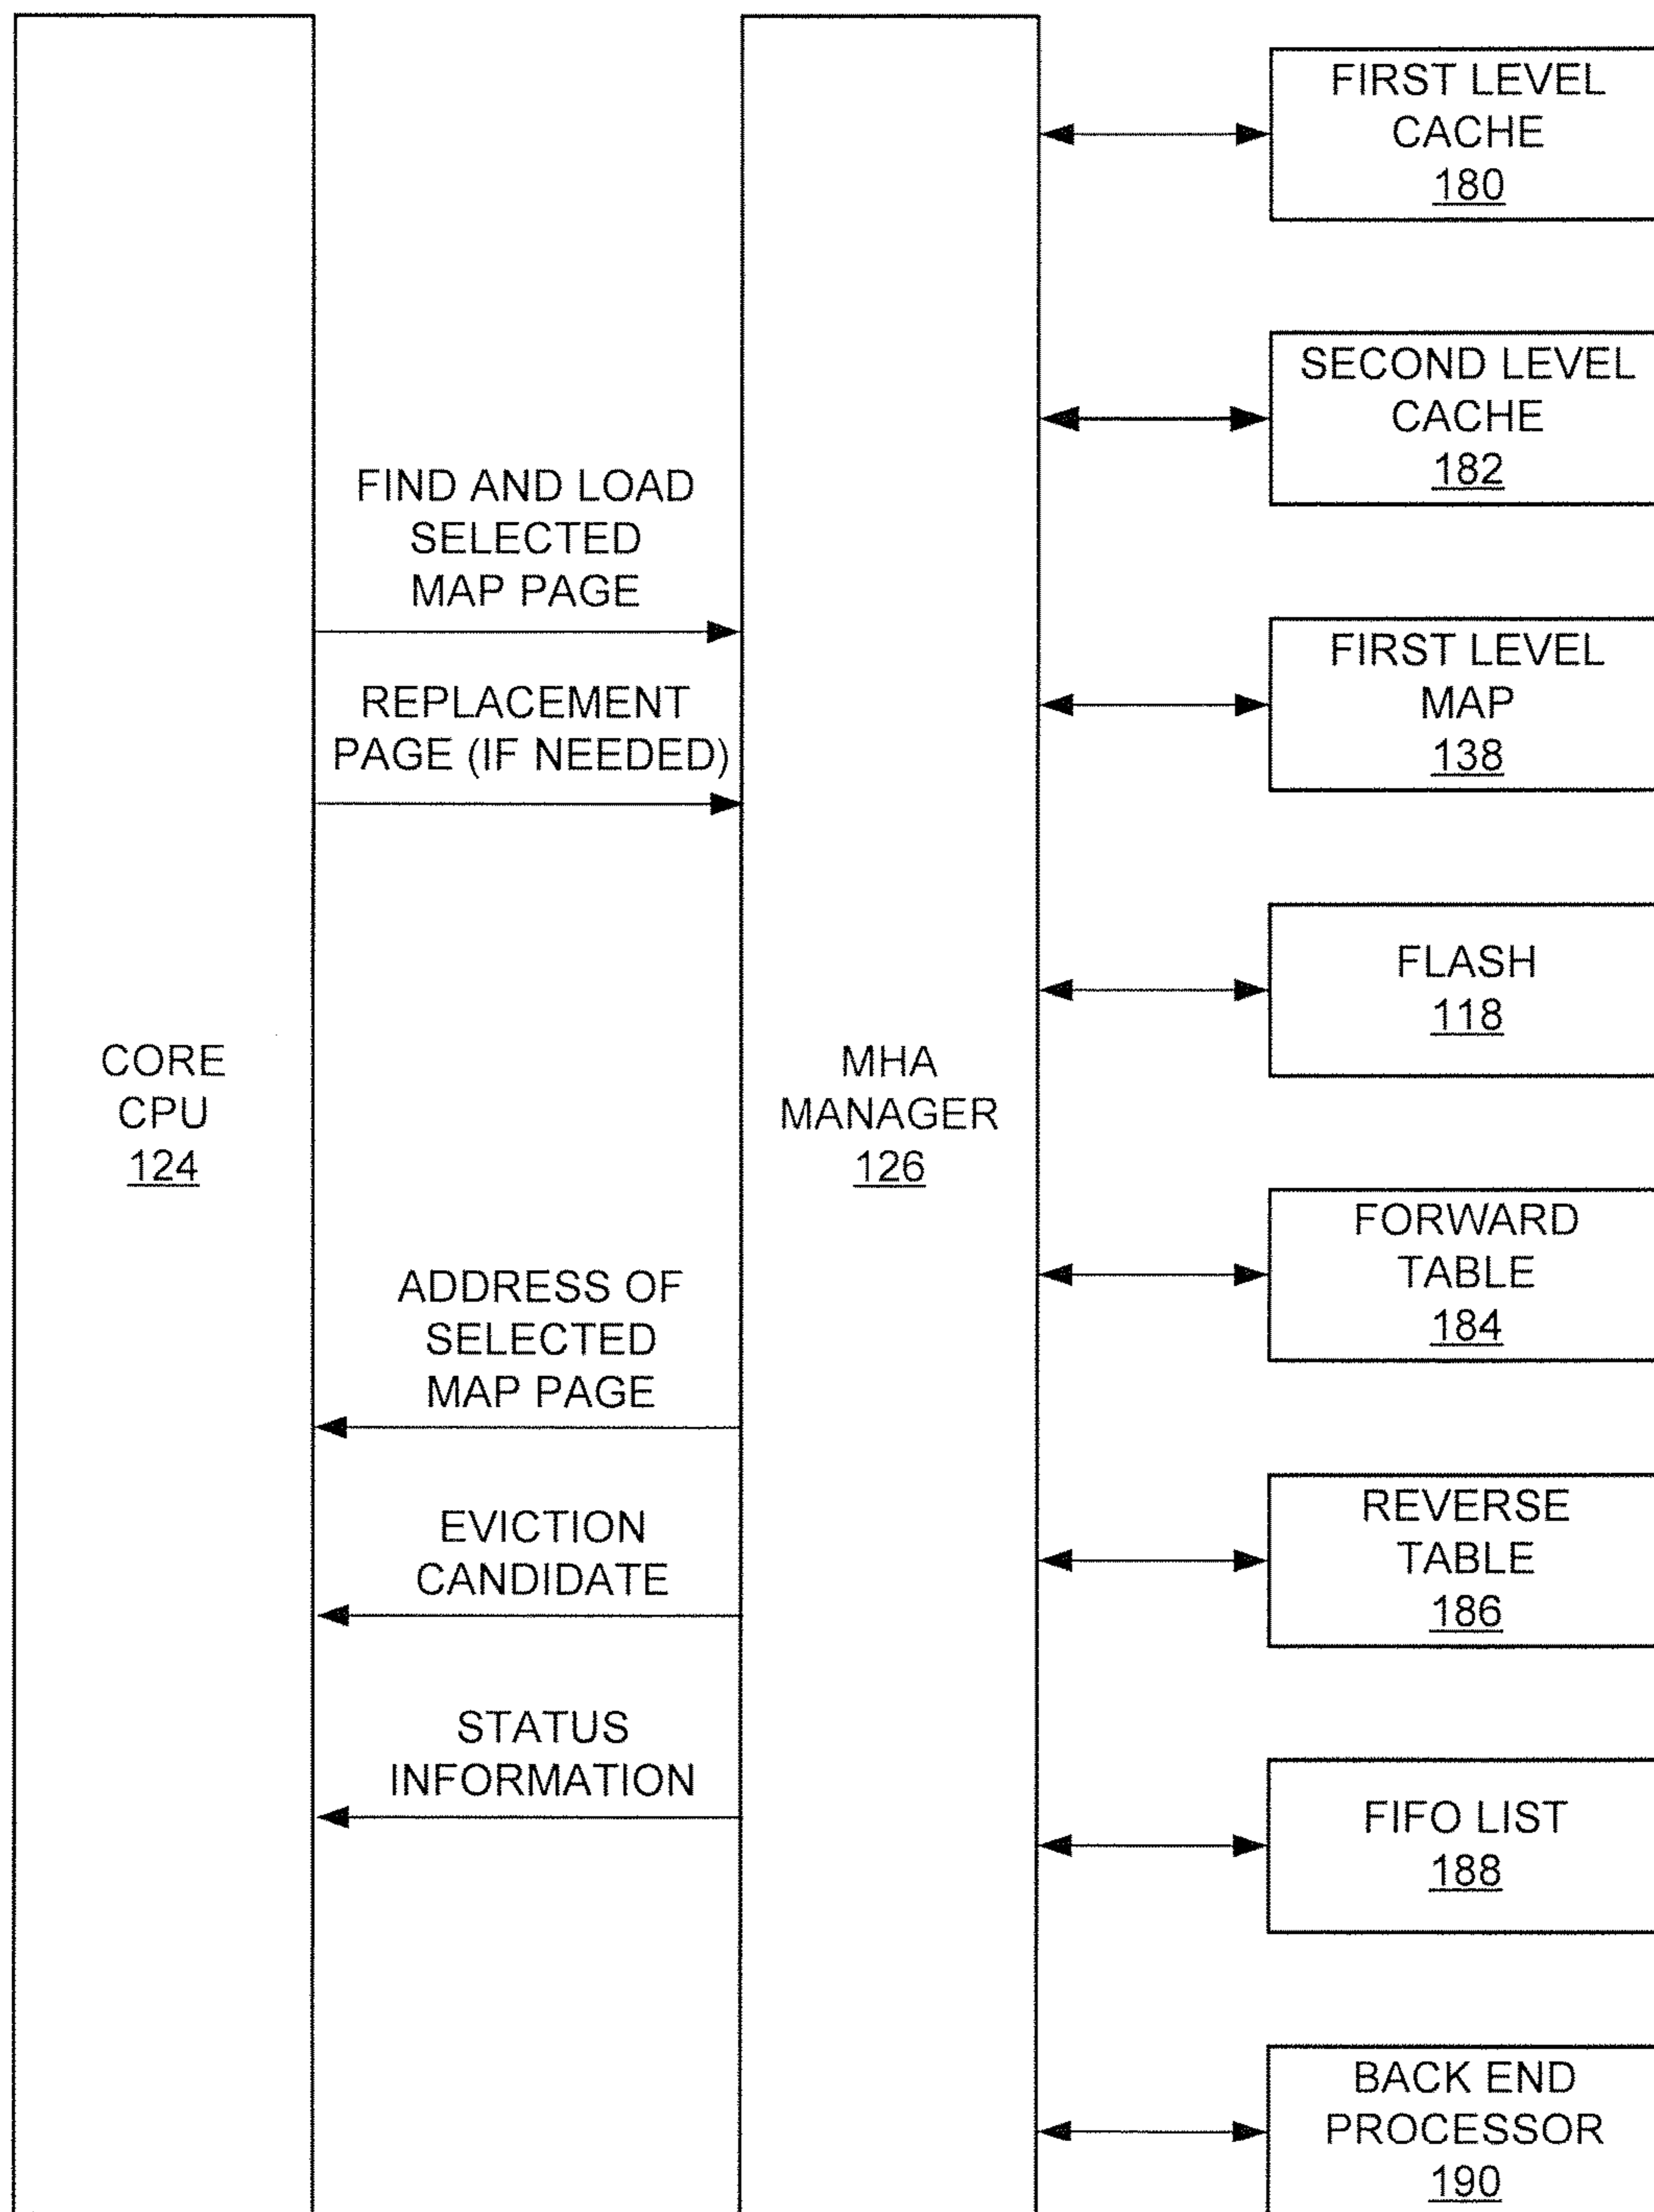 CORE
CPU
124
FIND AND LOAD
SELECTED
MAP PAGE
REPLACEMENT
PAGE (IF NEEDED)
ADDRESS OF
SELECTED
MAP PAGE
EVICTION
CANDIDATE
STATUS
INFORMATION
MHA
MANAGER
126
FIRST LEVEL
CACHE
180
SECOND LEVEL
CACHE
182
FIRST LEVEL
MAP
138
FLASH
118
FORWARD
TABLE
184
REVERSE
TABLE
186
FIFO LIST
188
BACK END
PROCESSOR
190